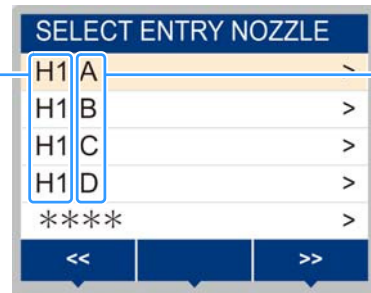 SELECT ENTRY NOZZLE
H1 A >
H1 B >
H1 C >
H1 D >
**** >
<< >>